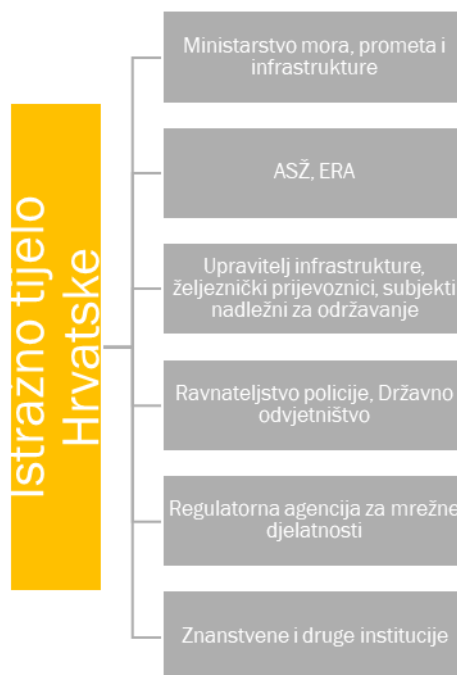 Istražno tijelo
Hrvatske
Ministarstvo mora, prometa i
infrastrukture
ASŽ, ERA
Upravitelj infrastrukture,
željeznički prijevoznici, subjekti
nadležni za održavanje
Ravnateljstvo policije, Državno
odvjetništvo
Regulatorna agencija za mrežne
djelatnosti
Znanstvene i druge institucije